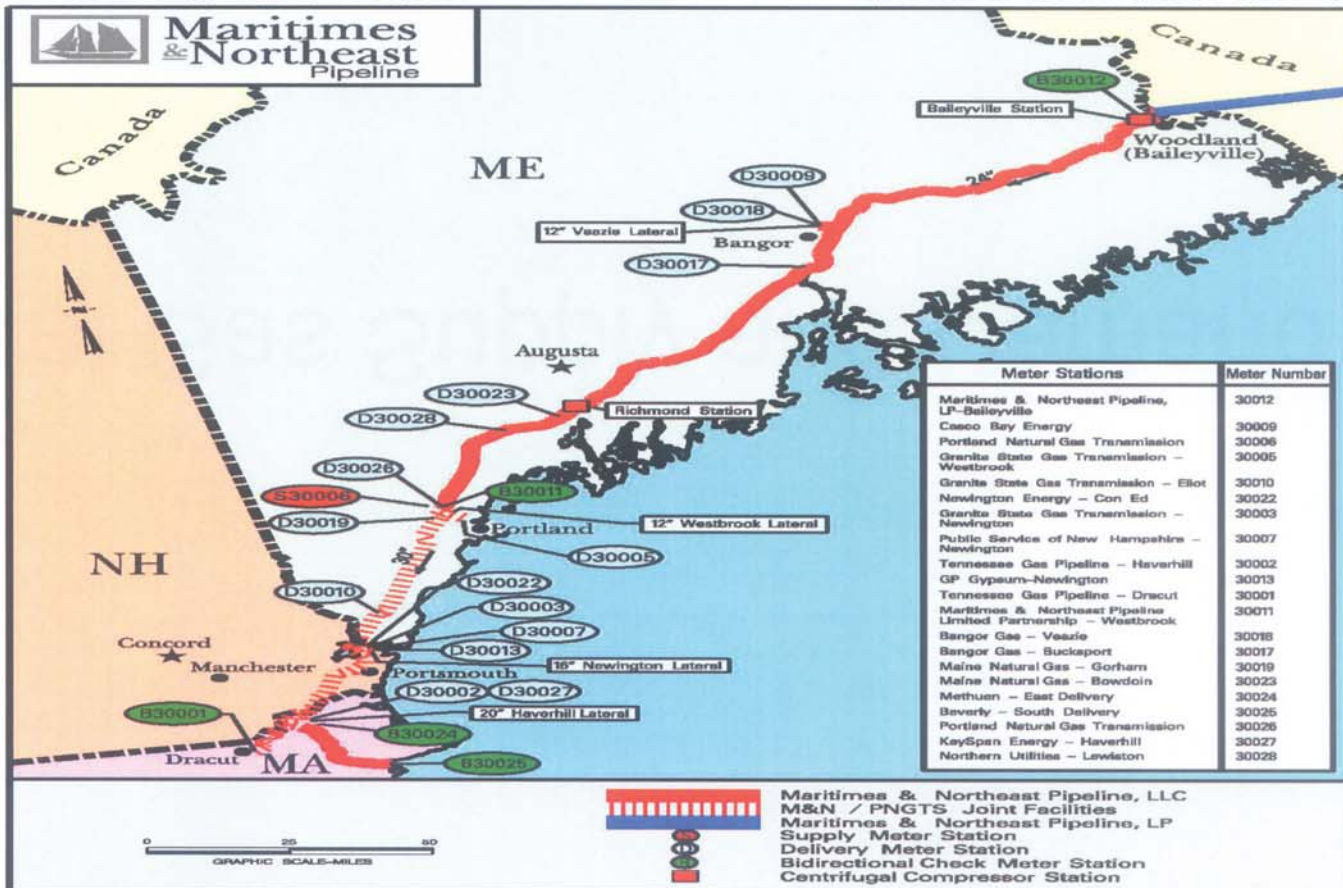 Maritimes
& Northeast
Pipeline
Canada
Canada
B30012
Baileyville Station
Woodland
(Baileyville)
ME
24"
D30009
D30018
12" Veazie Lateral
Bangor
D30017
Augusta
D30023
Richmond Station
D30028
D30026
S30006
B30011
D30019
12" Westbrook Lateral
Portland
D30005
30"
NH
D30022
D30010
D30003
D30007
Concord
D30013
Manchester
16" Newington Lateral
Portsmouth
D30002
D30027
20" Haverhill Lateral
B30001
B30024
Dracut
MA
B30025
Meter Stations Meter Number
Maritimes & Northeast Pipeline, 30012
LP-Baileyville
Casco Bay Energy 30009
Portland Natural Gas Transmission 30006
Granite State Gas Transmission – 30005
Westbrook
Granite State Gas Transmission – Eliot 30010
Newington Energy – Con Ed 30022
Granite State Gas Transmission – 30003
Newington
Public Service of New Hampshire – 30007
Newington
Tennessee Gas Pipeline – Haverhill 30002
GP Gypsum-Newington 30013
Tennessee Gas Pipeline – Dracut 30001
Maritimes & Northeast Pipeline 30011
Limited Partnership – Westbrook
Bangor Gas – Veazie 30018
Bangor Gas – Bucksport 30017
Maine Natural Gas – Gorham 30019
Maine Natural Gas – Bowdoin 30023
Methuen – East Delivery 30024
Beverly – South Delivery 30025
Portland Natural Gas Transmission 30026
KeySpan Energy – Haverhill 30027
Northern Utilities – Lewiston 30028
Maritimes & Northeast Pipeline, LLC
M&N / PNGTS Joint Facilities
Maritimes & Northeast Pipeline, LP
Supply Meter Station
D Delivery Meter Station
Bidirectional Check Meter Station
Centrifugal Compressor Station
0 25 50
GRAPHIC SCALE-MILES